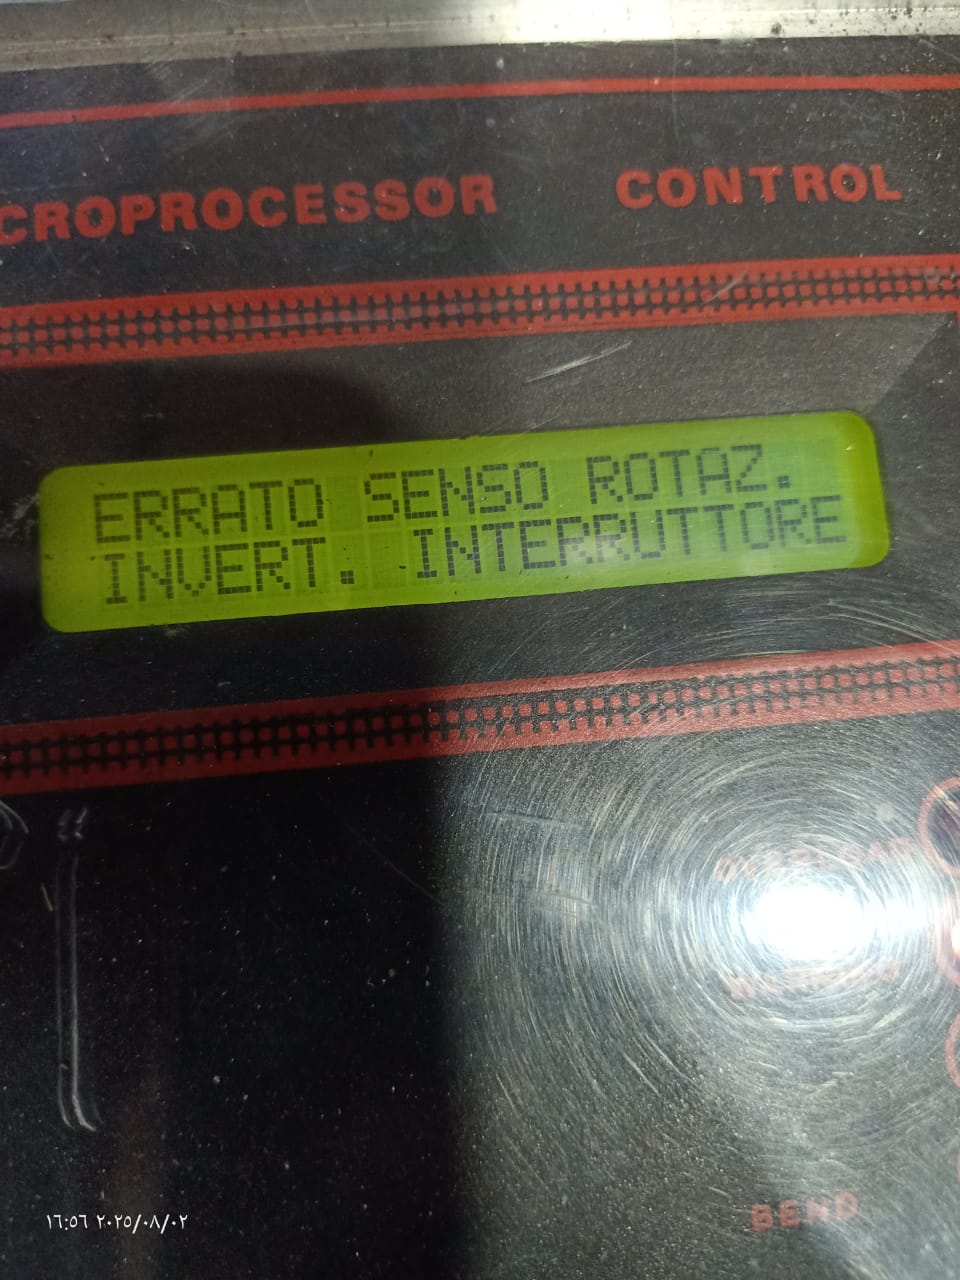 CROPROCESSOR CONTROL
ERRATO SENSO ROTAZ.
INVERT. INTERRUTTORE
BEND
١٦:٥٦ ٢٠٢٥/٠٨/٠٢